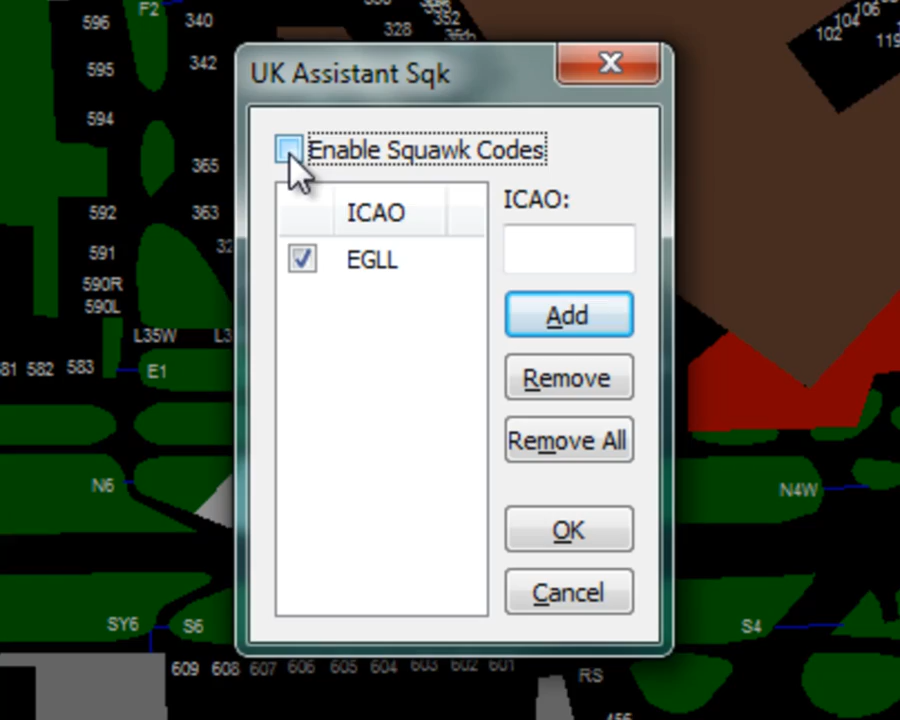 F2
596
340
328
352
106
104
102
119
595
342
UK Assistant Sqk
594
Enable Squawk Codes
365
ICAO:
592
363
ICAO
591
EGLL
590R
590L
Add
L35W
581 582 583
E1
Remove
Remove All
N6
N4W
OK
Cancel
SY6
S6
S4
609 608 607 606 605 604 603 602 601
RS